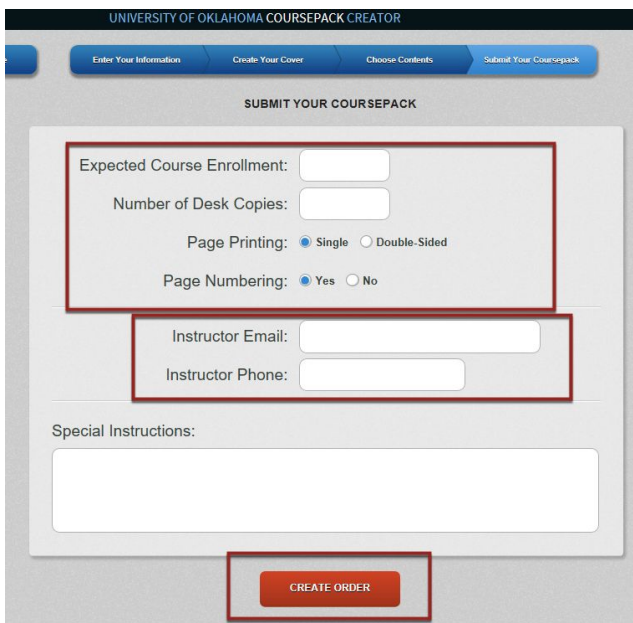 UNIVERSITY OF OKLAHOMA COURSEPACK CREATOR
Enter Your Information Create Your Cover Choose Contents Submit Your Coursepack
SUBMIT YOUR COURSEPACK
Expected Course Enrollment:
Number of Desk Copies:
Page Printing: Single Double-Sided
Page Numbering: Yes No
Instructor Email:
Instructor Phone:
Special Instructions:
CREATE ORDER